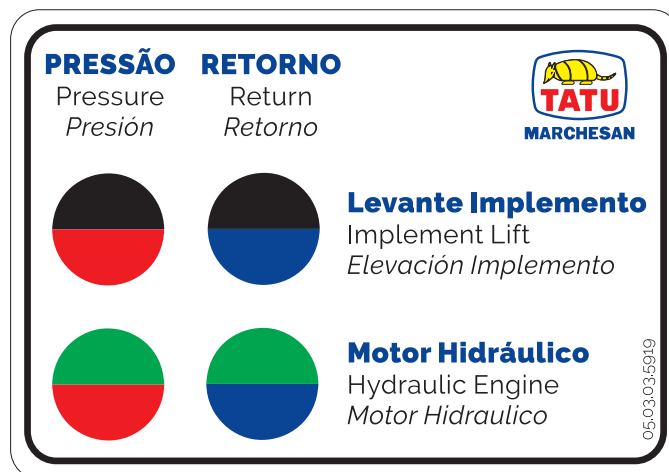 PRESSÃO
Pressure
Presión
RETORNO
Return
Retorno
TATU
MARCHESAN
Levante Implemento
Implement Lift
Elevación Implemento
Motor Hidráulico
Hydraulic Engine
Motor Hidraulico
05.03.03.5919